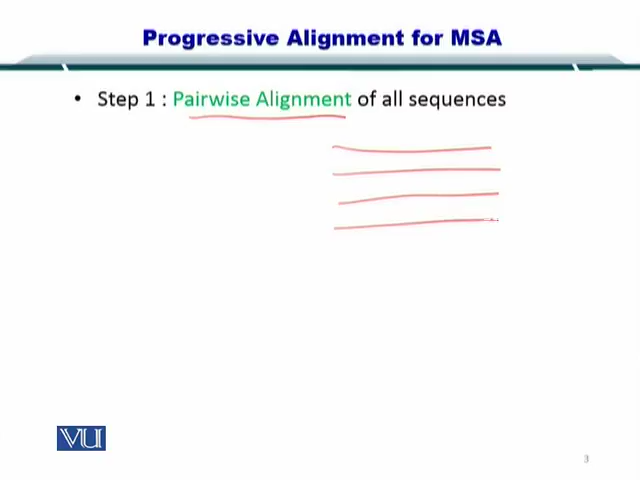 Progressive Alignment for MSA
• Step 1 : Pairwise Alignment of all sequences
VU
3